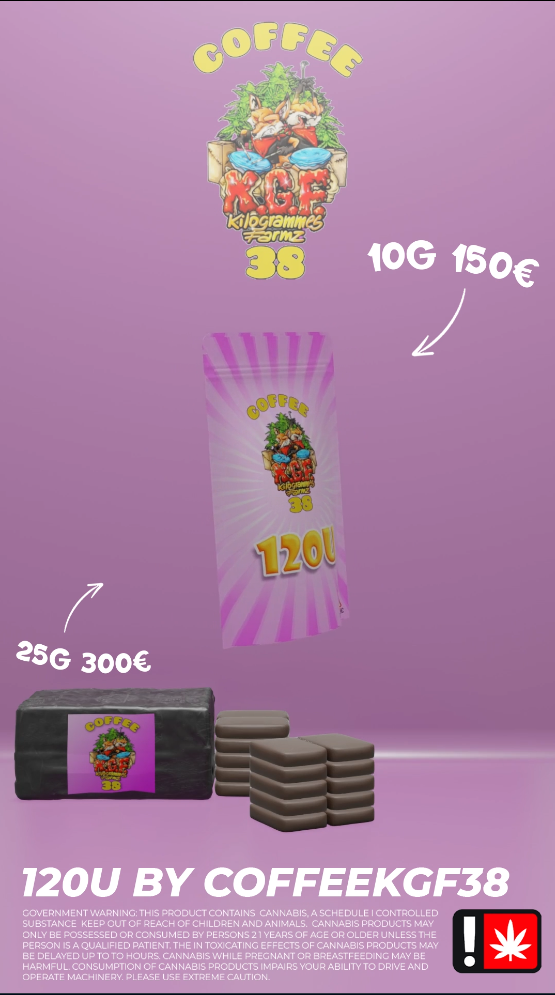 COFFEE
K.G.F.
Kilogrammes
Farmz
38
10G 150€
COFFEE
K.G.F.
Kilogrammes
Farmz
38
120U
25G 300€
COFFEE
K.G.F.
38
120U BY COFFEEKGF38
GOVERNMENT WARNING: THIS PRODUCT CONTAINS CANNABIS, A SCHEDULE I CONTROLLED
SUBSTANCE KEEP OUT OF REACH OF CHILDREN AND ANIMALS. CANNABIS PRODUCTS MAY
ONLY BE POSSESSED OR CONSUMED BY PERSONS 2 1 YEARS OF AGE OR OLDER UNLESS THE
PERSON IS A QUALIFIED PATIENT. THE IN TOXICATING EFFECTS OF CANNABIS PRODUCTS MAY
BE DELAYED UP TO TO HOURS. CANNABIS WHILE PREGNANT OR BREASTFEEDING MAY BE
HARMFUL. CONSUMPTION OF CANNABIS PRODUCTS IMPAIRS YOUR ABILITY TO DRIVE AND
OPERATE MACHINERY. PLEASE USE EXTREME CAUTION.
!